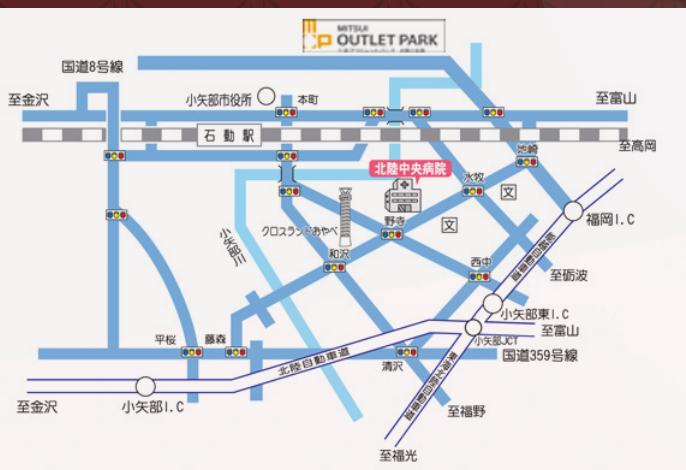 MITSUI
OUTLET PARK
国道8号線
至金沢
小矢部市役所
本町
至富山
石動駅
至高岡
地崎
北陸中央病院
水牧
文
文
福岡I.C
クロスランドおやべ
野寺
小矢部川
和沢
西中
能越自動車道
至砺波
小矢部東I.C
至富山
小矢部JCT
平桜
藤森
北陸自動車道
清沢
国道359号線
東海北陸自動車道
至金沢
小矢部I.C
至福野
至福光